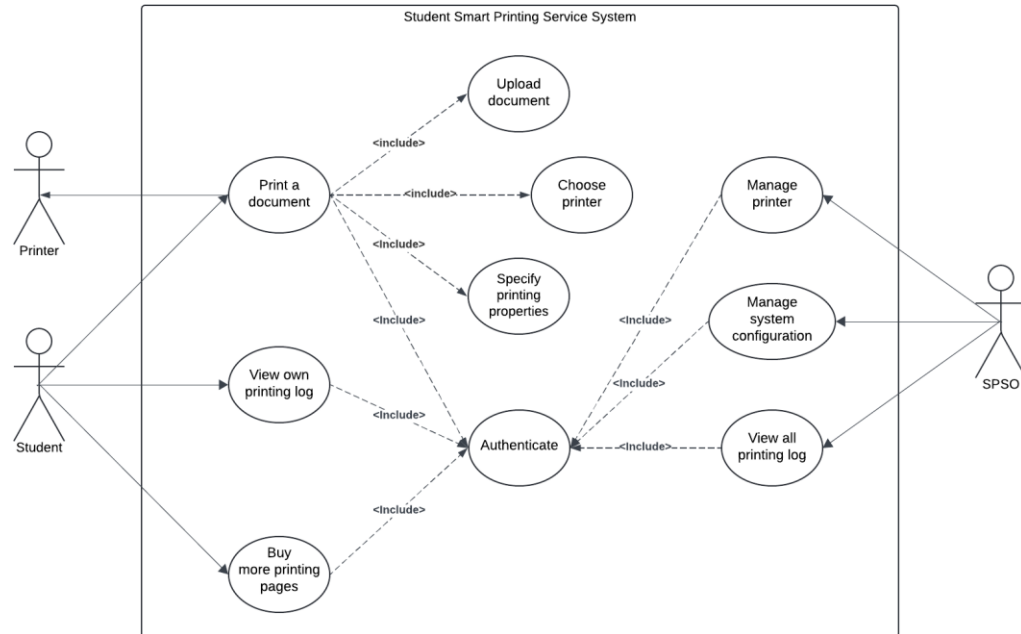 Student Smart Printing Service System
Upload
document
<include>
Print a
document
<include>
Choose
printer
Manage
printer
Printer
<Include>
Specify
printing
properties
<Include>
<Include>
Manage
system
configuration
SPSO
View own
printing log
<Include>
<Include>
Student
<Include>
Authenticate
View all
printing log
<Include>
Buy
more printing
pages